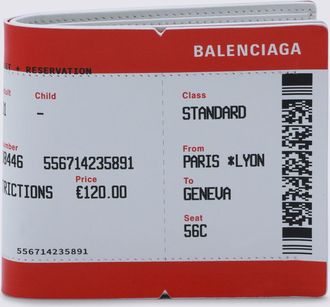 BALENCIAGA
T + RESERVATION
Child Class
- STANDARD
From
8446 556714235891 PARIS *LYON
Price To
RICTIONS €120.00 GENEVA
Seat
56C
556714235891